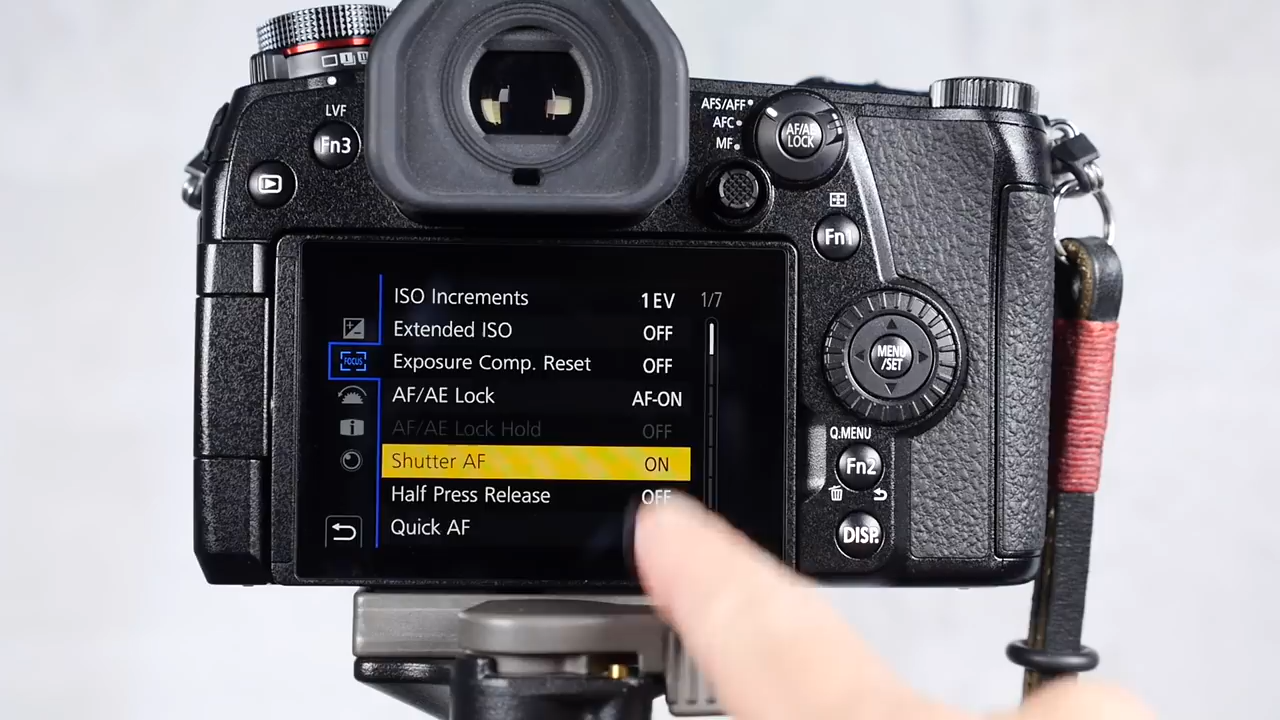 LVF
Fn3
AFS/AFF
AFC
MF
AF/AE
LOCK
Fn1
ISO Increments 1EV 1/7
Extended ISO OFF
FOCUS
Exposure Comp. Reset OFF
AF/AE Lock AF-ON
AF/AE Lock Hold OFF
Shutter AF ON
Half Press Release OFF
Quick AF
MENU
/SET
Q.MENU
Fn2
DISP.